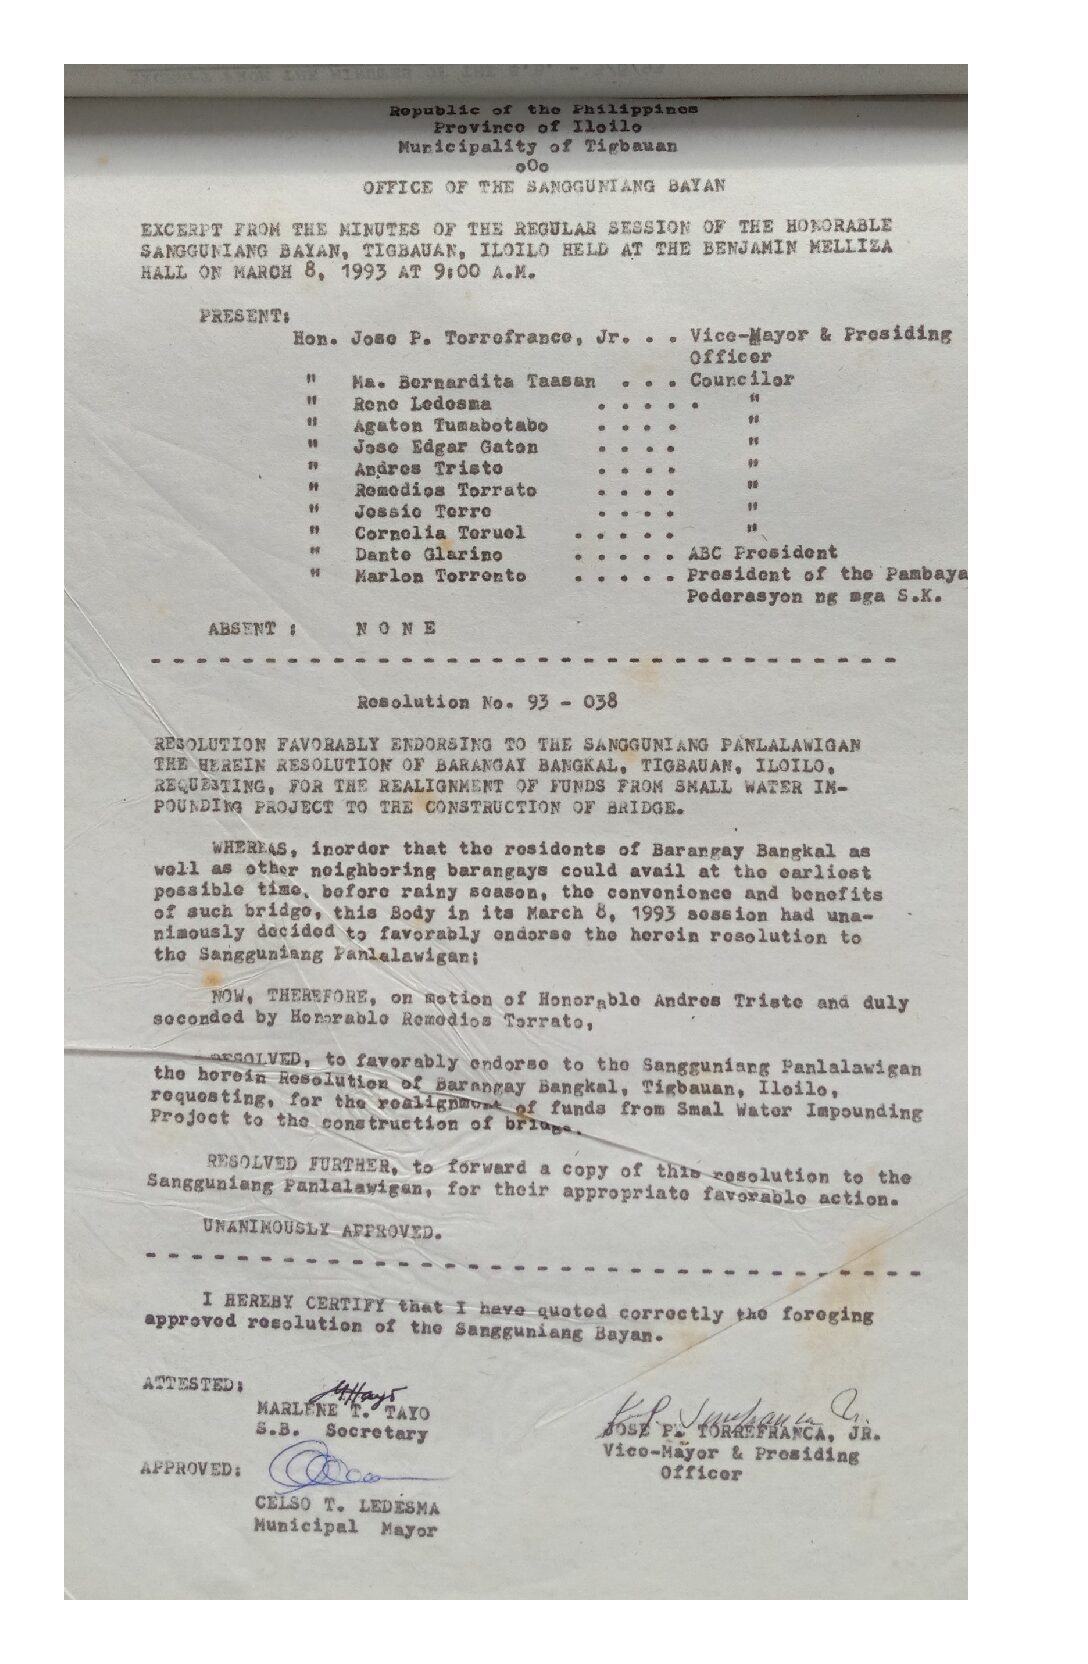 Republic of the Philippines
Province of Iloilo
Municipality of Tigbauan
oOo
OFFICE OF THE SANGGUNIANG BAYAN
EXCERPT FROM THE MINUTES OF THE REGULAR SESSION OF THE HONORABLE
SANGGUNIANG BAYAN, TIGBAUAN, ILOILO HELD AT THE BENJAMIN MELLIZA
HALL ON MARCH 8, 1993 AT 9:00 A.M.
PRESENT:
Hon. Jose P. Torrefranca, Jr. . . Vice-Mayor & Presiding
Officer
" Ma. Bernardita Taasan . . . Councilor
" Rene Ledesma . . . . . "
" Agaton Tumabotabo . . . . "
" Jose Edgar Gaton . . . . "
" Andres Triste . . . . "
" Remedios Torrato . . . . "
" Jessie Terre . . . . "
" Cornelia Teruel . . . . . "
" Dante Glarino . . . . . ABC President
" Marlon Torrento . . . . . President of the Pambaya
Pederasyon ng mga S.K.
ABSENT : N O N E
- - - - - - - - - - - - - - - - - - - - - - - - - - - - - - - - -
Resolution No. 93 - 038
RESOLUTION FAVORABLY ENDORSING TO THE SANGGUNIANG PANLALAWIGAN
THE HEREIN RESOLUTION OF BARANGAY BANGKAL, TIGBAUAN, ILOILO,
REQUESTING, FOR THE REALIGNMENT OF FUNDS FROM SMALL WATER IM-
POUNDING PROJECT TO THE CONSTRUCTION OF BRIDGE.
WHEREAS, inorder that the residents of Barangay Bangkal as
well as other neighboring barangays could avail at the earliest
possible time, before rainy season, the convenience and benefits
of such bridge, this Body in its March 8, 1993 session had una-
nimously decided to favorably endorse the herein resolution to
the Sangguniang Panlalawigan;
NOW, THEREFORE, on motion of Honorable Andres Triste and duly
seconded by Honorable Remedios Torrato,
RESOLVED, to favorably endorse to the Sangguniang Panlalawigan
the herein Resolution of Barangay Bangkal, Tigbauan, Iloilo,
requesting, for the realignment of funds from Smal Water Impounding
Project to the construction of bridge.
RESOLVED FURTHER, to forward a copy of this resolution to the
Sangguniang Panlalawigan, for their appropriate favorable action.
UNANIMOUSLY APPROVED.
- - - - - - - - - - - - - - - - - - - - - - - - - - - - - - - - -
I HEREBY CERTIFY that I have quoted correctly the foreging
approved resolution of the Sangguniang Bayan.
ATTESTED:
MARLENE T. TAYO
S.B. Secretary
JOSE P. TORREFRANCA, JR.
Vice-Mayor & Presiding
Officer
APPROVED:
CELSO T. LEDESMA
Municipal Mayor